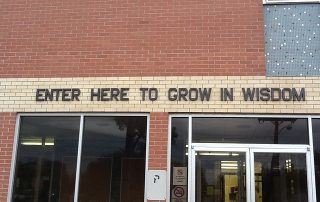 ENTER HERE TO GROW IN WISDOM